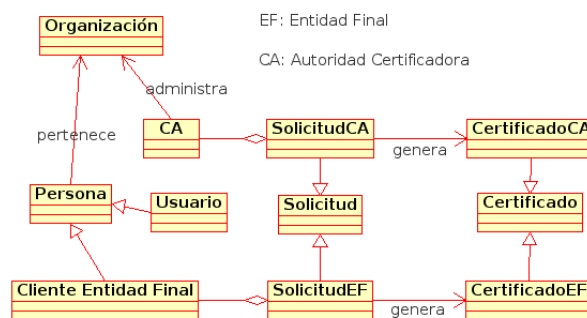 Organización
EF: Entidad Final
CA: Autoridad Certificadora
administra
pertenece
CA
SolicitudCA
genera
CertificadoCA
Persona
Usuario
Solicitud
Certificado
Cliente Entidad Final
SolicitudEF
genera
CertificadoEF